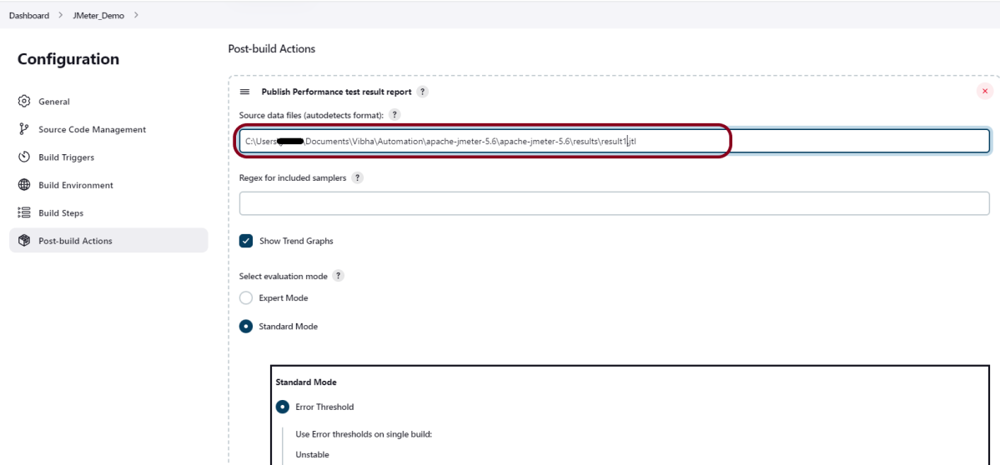 Dashboard > JMeter_Demo >
Configuration
General
Source Code Management
Build Triggers
Build Environment
Build Steps
Post-build Actions
Post-build Actions
Publish Performance test result report ?
Source data files (autodetects format): ?
C:\Users\ \Documents\Vibha\Automation\apache-jmeter-5.6\apache-jmeter-5.6\results\result1.jtl
Regex for included samplers ?
Show Trend Graphs
Select evaluation mode ?
Expert Mode
Standard Mode
Standard Mode
Error Threshold
Use Error thresholds on single build:
Unstable